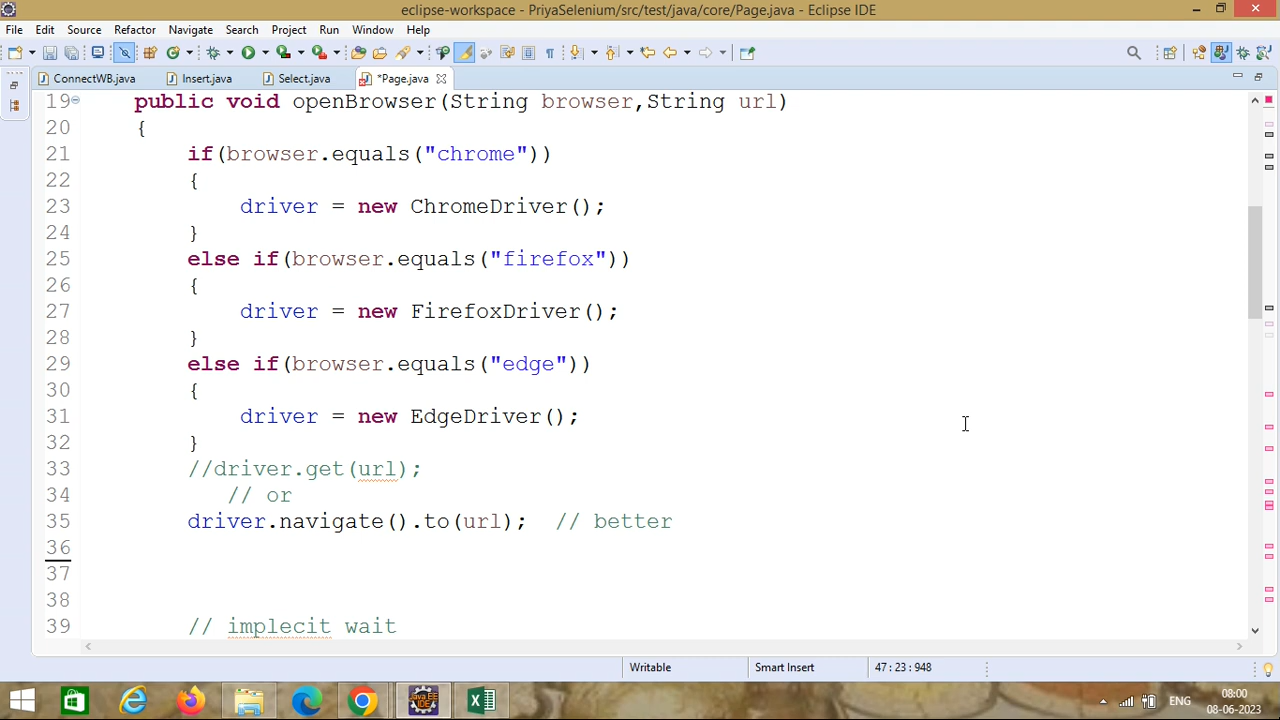 eclipse-workspace - PriyaSelenium/src/test/java/core/Page.java - Eclipse IDE
File Edit Source Refactor Navigate Search Project Run Window Help
ConnectWB.java Insert.java Select.java *Page.java
19 public void openBrowser(String browser,String url)
20 {
21 if(browser.equals("chrome"))
22 {
23 driver = new ChromeDriver();
24 }
25 else if(browser.equals("firefox"))
26 {
27 driver = new FirefoxDriver();
28 }
29 else if(browser.equals("edge"))
30 {
31 driver = new EdgeDriver();
32 }
33 //driver.get(url);
34 // or
35 driver.navigate().to(url); // better
36
37
38
39 // implecit wait
Writable Smart Insert 47 : 23 : 948
Java EE IDE
ENG
08:00
08-06-2023